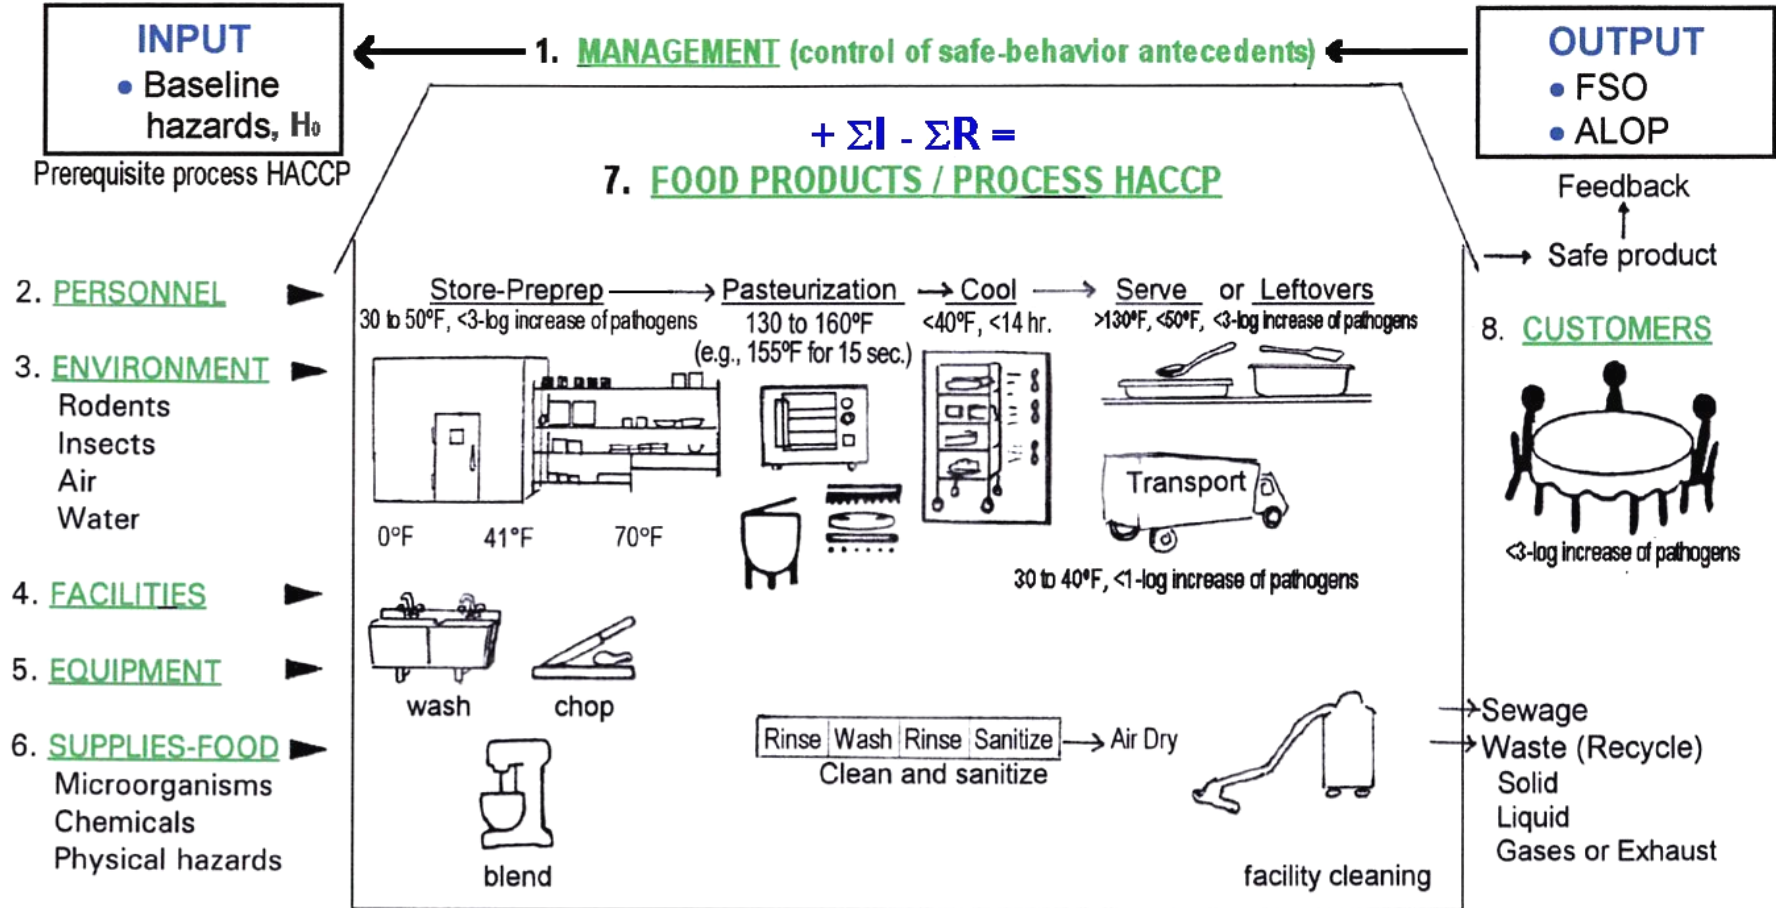 INPUT
• Baseline
hazards, H₀
Prerequisite process HACCP
1. MANAGEMENT (control of safe-behavior antecedents)
OUTPUT
• FSO
• ALOP
Feedback
Safe product
+ ΣI - ΣR =
7. FOOD PRODUCTS / PROCESS HACCP
2. PERSONNEL
3. ENVIRONMENT
Rodents
Insects
Air
Water
4. FACILITIES
5. EQUIPMENT
6. SUPPLIES-FOOD
Microorganisms
Chemicals
Physical hazards
Store-Preprep
30 to 50°F, <3-log increase of pathogens
Pasteurization
130 to 160°F
(e.g., 155°F for 15 sec.)
Cool
<40°F, <14 hr.
Serve or Leftovers
>130°F, <50°F, <3-log increase of pathogens
0°F 41°F 70°F
Transport
30 to 40°F, <1-log increase of pathogens
wash
chop
blend
Rinse Wash Rinse Sanitize Air Dry
Clean and sanitize
facility cleaning
8. CUSTOMERS
<3-log increase of pathogens
Sewage
Waste (Recycle)
Solid
Liquid
Gases or Exhaust